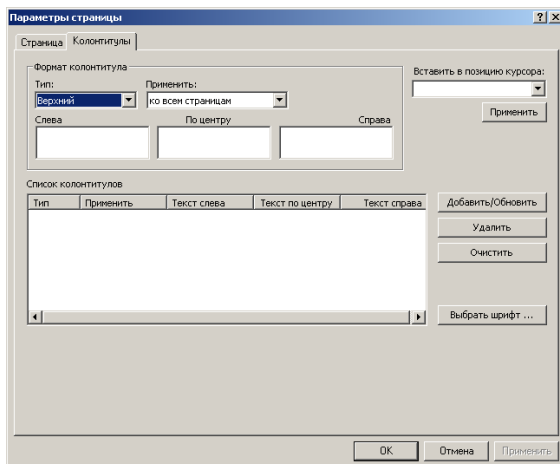 Параметры страницы
Страница Колонтитулы
Формат колонтитула
Вставить в позицию курсора:
Тип: Применить:
Верхний ко всем страницам
Применить
Слева По центру Справа
Список колонтитулов
Тип Применить Текст слева Текст по центру Текст справа
Добавить/Обновить
Удалить
Очистить
Выбрать шрифт ...
OK Отмена Применить